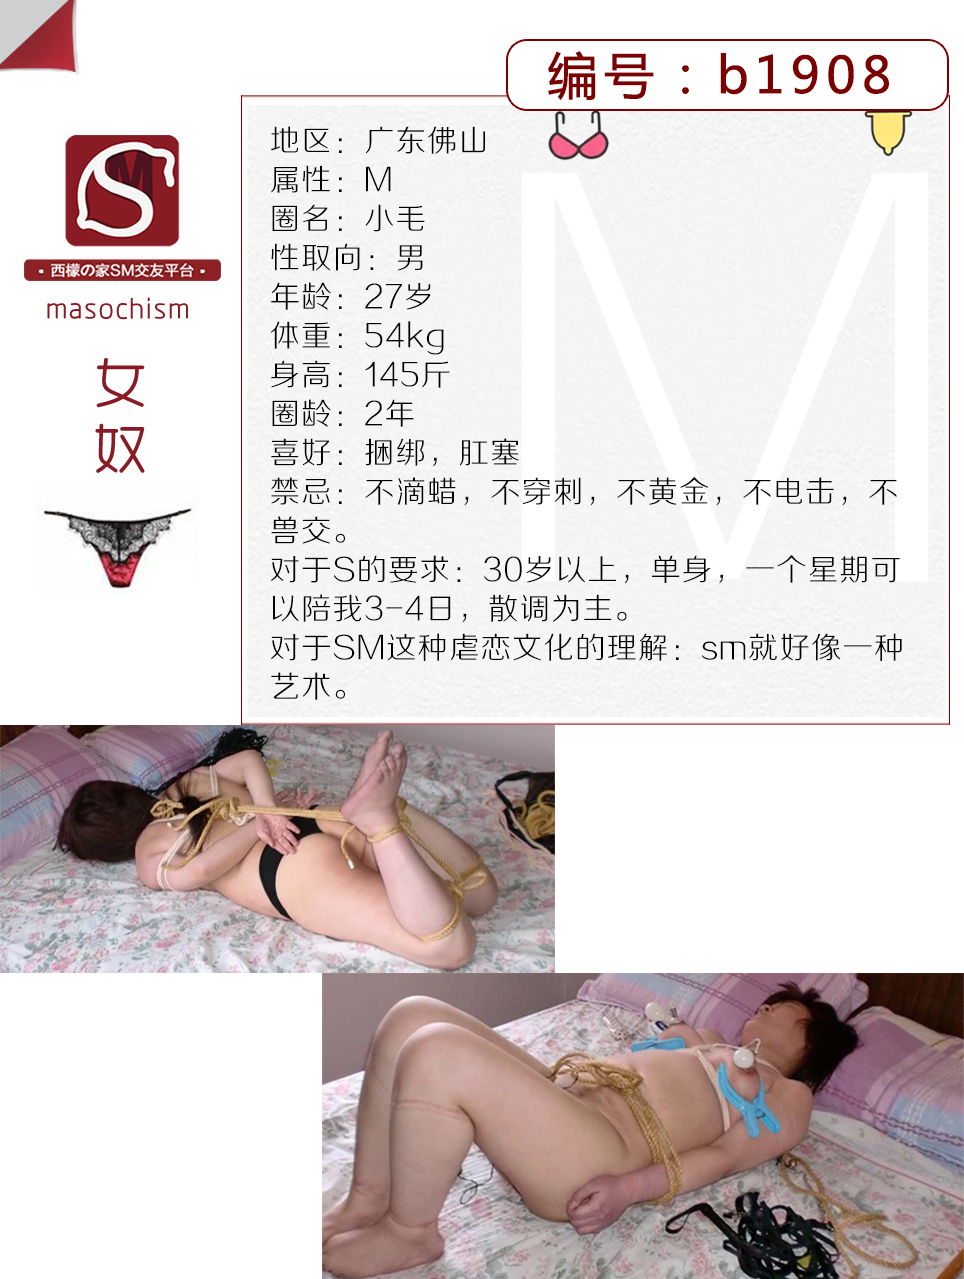 编号：b1908
西檬の家SM交友平台
masochism
女
奴
地区：广东佛山
属性：M
圈名：小毛
性取向：男
年龄：27岁
体重：54kg
身高：145斤
圈龄：2年
喜好：捆绑，肛塞
禁忌：不滴蜡，不穿刺，不黄金，不电击，不
兽交。
对于S的要求：30岁以上，单身，一个星期可
以陪我3-4日，散调为主。
对于SM这种虐恋文化的理解：sm就好像一种
艺术。
M